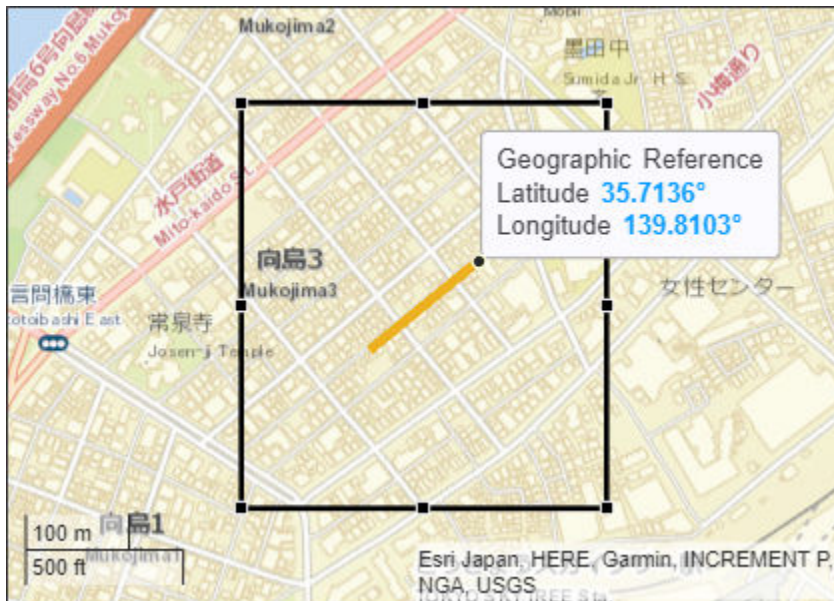 Mukojima2
墨田中
Sumida Jr. H. S.
小梅通り
水戸街道
Mito-kaido St.
Geographic Reference
Latitude 35.7136°
Longitude 139.8103°
向島3
Mukojima3
言問橋東
女性センター
常泉寺
Josen-ji Temple
向島1
Mukojima1
100 m
500 ft
Esri Japan, HERE, Garmin, INCREMENT P,
NGA, USGS